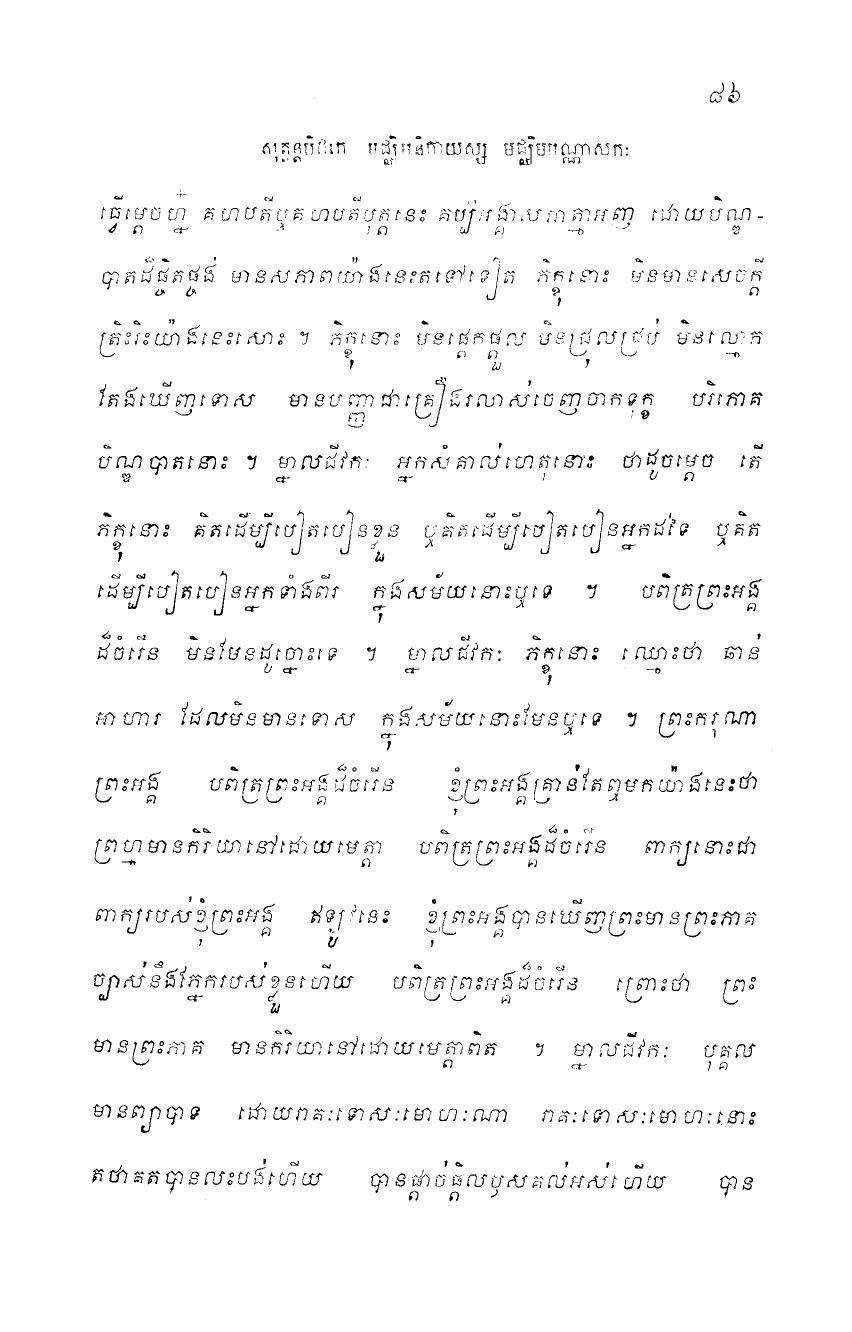 ៨៦
សុត្តន្តបិដកេ មជ្ឈិមនិកាយស្ស មជ្ឈិមបណ្ណាសកៈ
ធ្វើម្តេចហ្ន៎ គហបតីឬគហបតីបុត្តនេះ គប្បីអង្គាសអាត្មាអញ ដោយបិណ្ឌ-
បាតដ៏ផ្ចិតផ្ចង់ មានសភាពយ៉ាងនេះតទៅទៀត ភិក្ខុនោះ មិនមានសេចក្តី
ត្រិះរិះយ៉ាងនេះសោះ ។ ភិក្ខុនោះ មិនផ្តេកផ្តួល មិនជ្រុលជ្រប់ មិនល្មោភ
តែងឃើញទោស មានបញ្ញាជាគ្រឿងរលាស់ចេញចាកទុក្ខ បរិភោគ
បិណ្ឌបាតនោះ ។ ម្នាលជីវកៈ អ្នកសំគាល់ហេតុនោះ ថាដូចម្តេច តើ
ភិក្ខុនោះ គិតដើម្បីបៀតបៀនខ្លួន ឬគិតដើម្បីបៀតបៀនអ្នកដទៃ ឬគិត
ដើម្បីបៀតបៀនអ្នកទាំងពីរ ក្នុងសម័យនោះឬទេ ។ បពិត្រព្រះអង្គ
ដ៏ចំរើន មិនមែនដូច្នោះទេ ។ ម្នាលជីវកៈ ភិក្ខុនោះ ឈ្មោះថា ឆាន់
អាហារ ដែលមិនមានទោស ក្នុងសម័យនោះមែនឬទេ ។ ព្រះករុណា
ព្រះអង្គ បពិត្រព្រះអង្គដ៏ចំរើន ខ្ញុំព្រះអង្គគ្រាន់តែឮមកយ៉ាងនេះថា
ព្រហ្មមានកិរិយានៅដោយមេត្តា បពិត្រព្រះអង្គដ៏ចំរើន ពាក្យនោះជា
ពាក្យរបស់ខ្ញុំព្រះអង្គ ឥឡូវនេះ ខ្ញុំព្រះអង្គបានឃើញព្រះមានព្រះភាគ
ច្បាស់នឹងភ្នែករបស់ខ្លួនហើយ បពិត្រព្រះអង្គដ៏ចំរើន ព្រោះថា ព្រះ
មានព្រះភាគ មានកិរិយានៅដោយមេត្តាពិត ។ ម្នាលជីវកៈ បុគ្គល
មានព្យាបាទ ដោយរាគៈទោសៈមោហៈណា រាគៈទោសៈមោហៈនោះ
តថាគតបានលះបង់ហើយ បានផ្តាច់ផ្តិលឫសគល់អស់ហើយ បាន